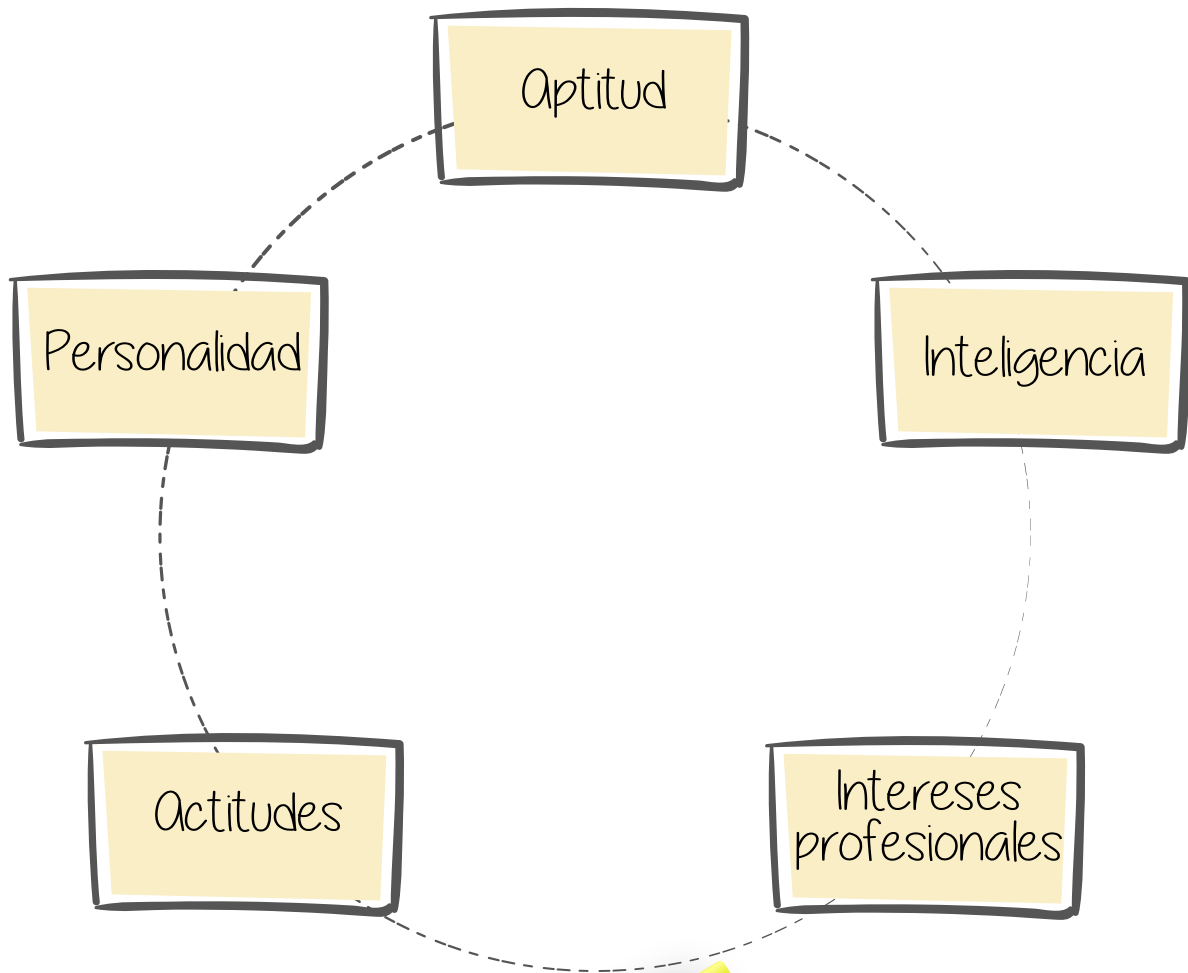 Aptitud
Personalidad
Inteligencia
Actitudes
Intereses
profesionales